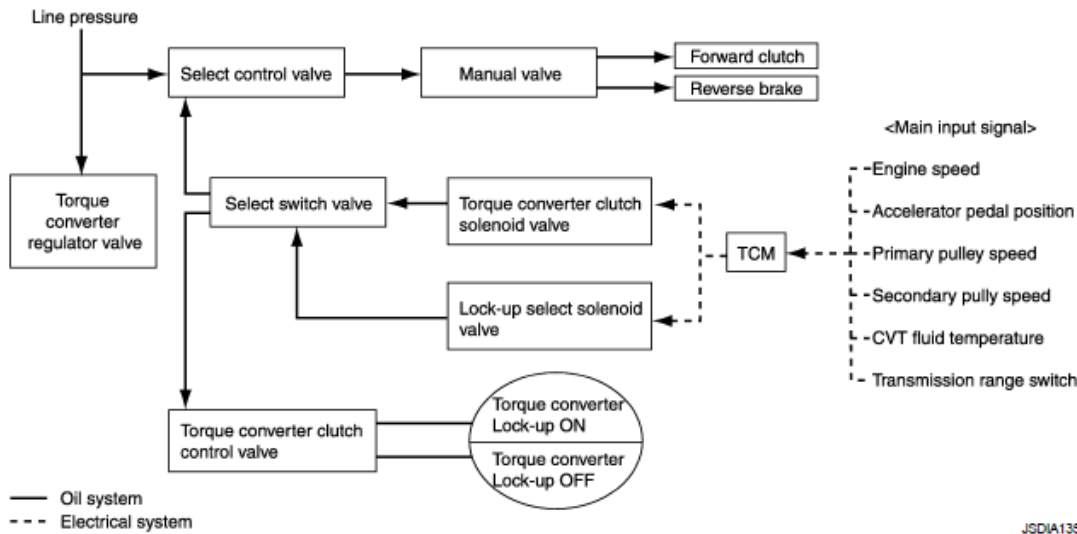 Line pressure
Select control valve
Manual valve
Forward clutch
Reverse brake
<Main input signal>
Engine speed
Accelerator pedal position
Primary pulley speed
Secondary pully speed
CVT fluid temperature
Transmission range switch
TCM
Torque
converter
regulator valve
Select switch valve
Torque converter clutch
solenoid valve
Lock-up select solenoid
valve
Torque converter clutch
control valve
Torque converter
Lock-up ON
Torque converter
Lock-up OFF
Oil system
Electrical system
JSDIA135